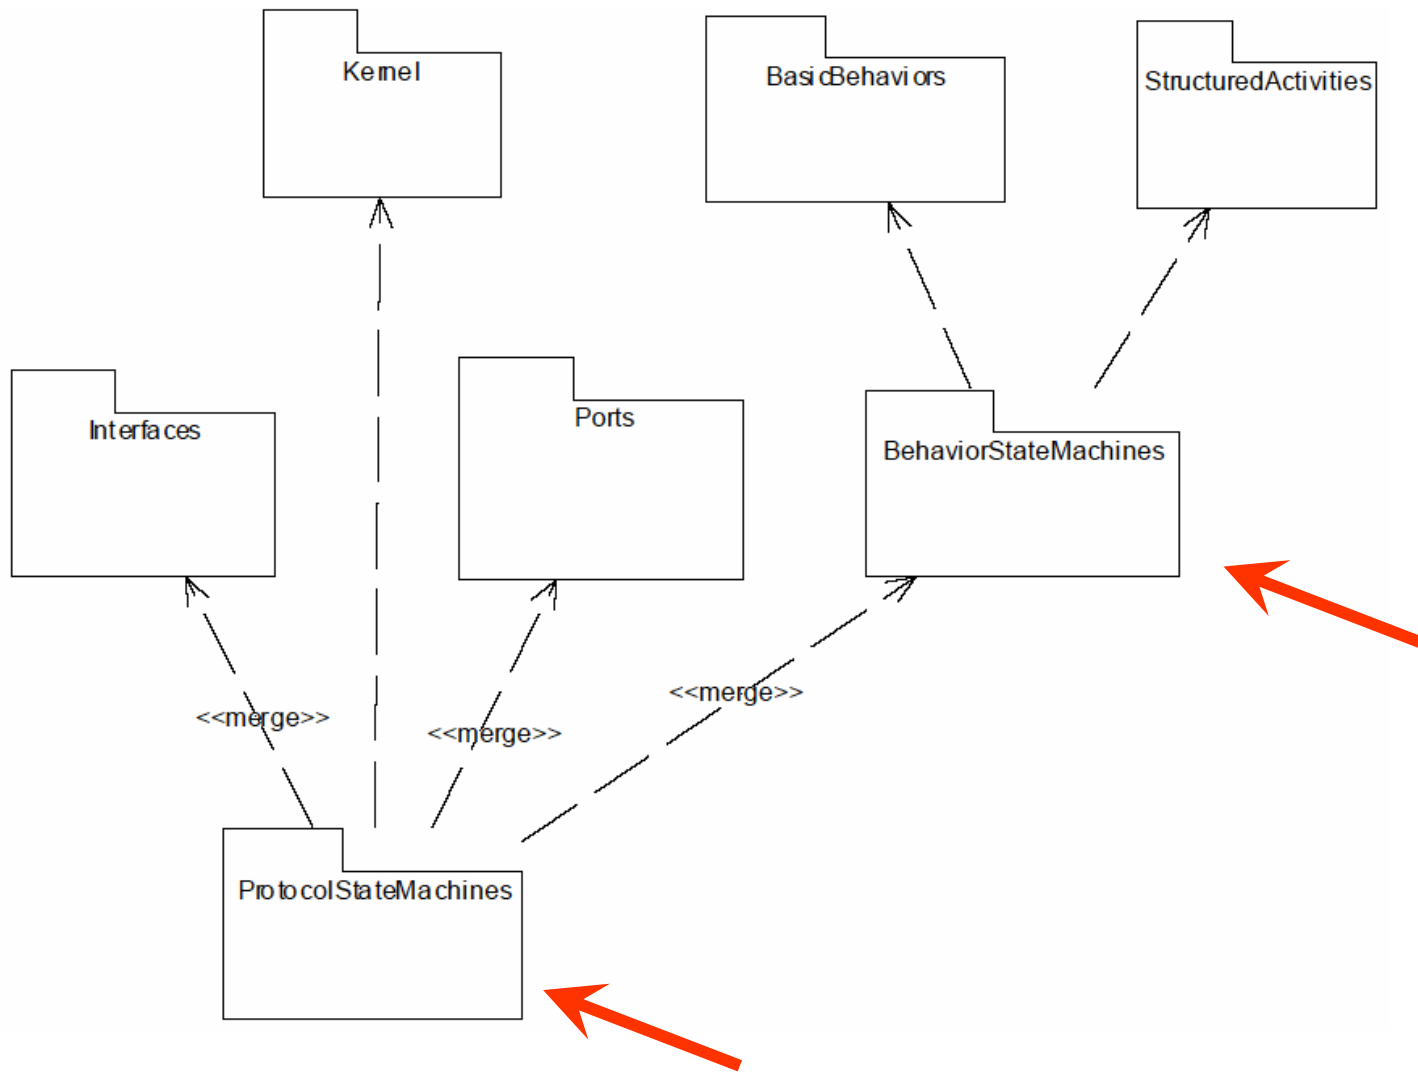 Kernel
BasicBehaviors
StructuredActivities
Interfaces
Ports
BehaviorStateMachines
<<merge>>
<<merge>>
<<merge>>
ProtocolStateMachines